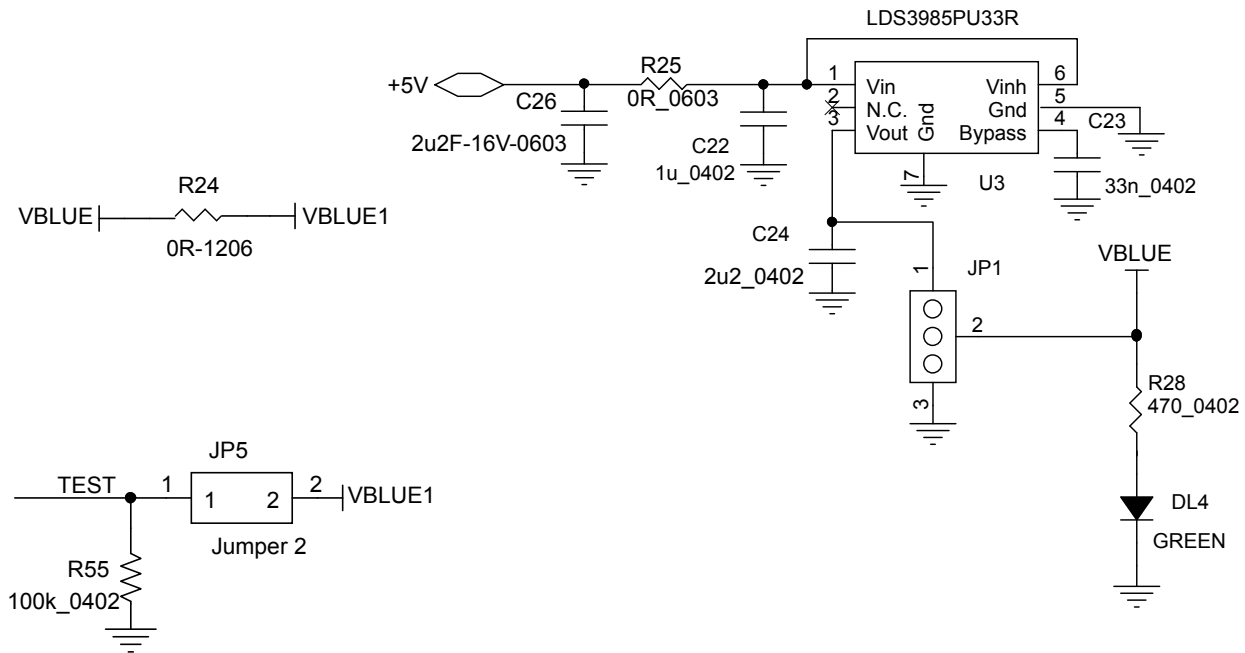 LDS3985PU33R
+5V
C26
2u2F-16V-0603
R25
0R_0603
C22
1u_0402
1
2
3
Vin
N.C.
Vout
Gnd
Vinh
Gnd
Bypass
6
5
4
7
U3
C23
33n_0402
R24
VBLUE
VBLUE1
0R-1206
C24
2u2_0402
1
JP1
2
3
VBLUE
R28
470_0402
DL4
GREEN
JP5
TEST
1
1
2
2
VBLUE1
Jumper 2
R55
100k_0402